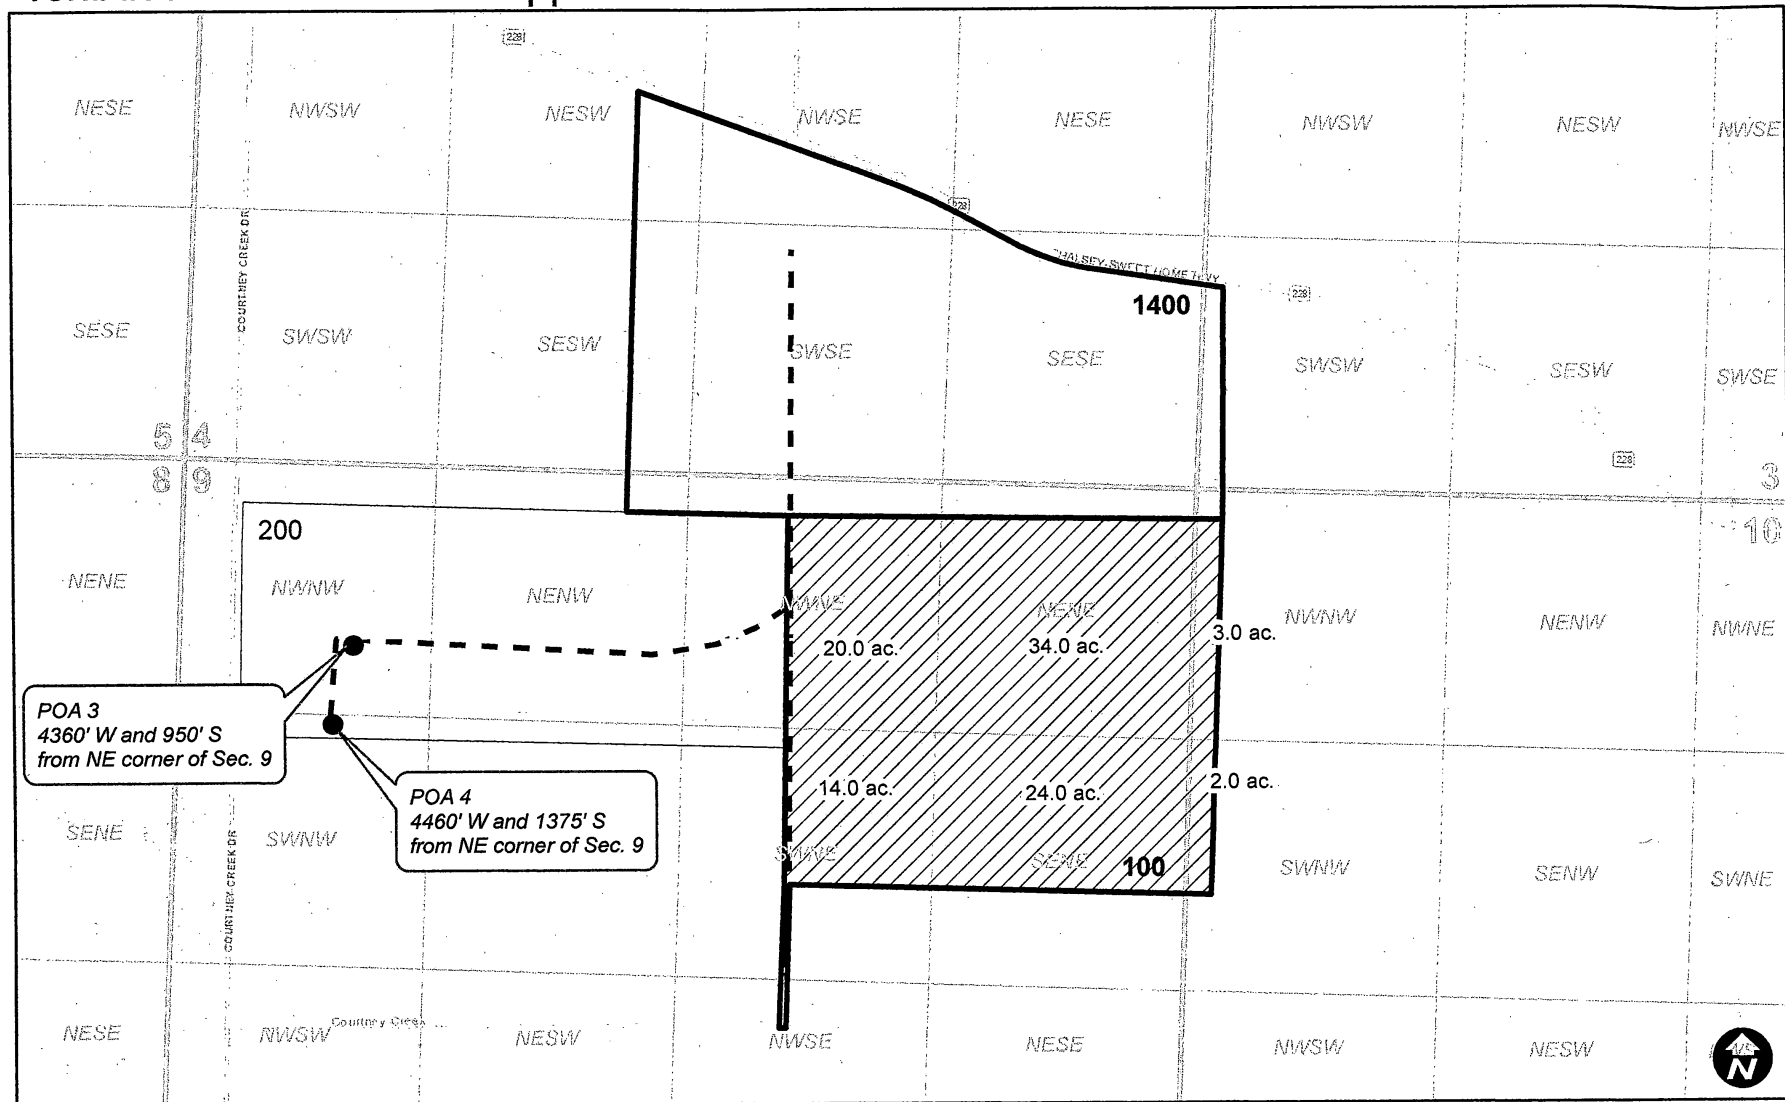 228
NESE
NWSW
NESW
NWSE
NESE
NWSW
NESW
NWSE
228
COURTNEY CREEK DR
HALSEY-SWEET HOME HWY
1400
228
SESE
SWSW
SESW
SWSE
SESE
SWSW
SESW
SWSE
5 4
8 9
228
3
10
200
NENE
NWNW
NENW
NWNE
NENE
NWNW
NENW
NWNE
20.0 ac.
34.0 ac.
3.0 ac.
POA 3
4360' W and 950' S
from NE corner of Sec. 9
POA 4
4460' W and 1375' S
from NE corner of Sec. 9
14.0 ac.
24.0 ac.
2.0 ac.
SENE
SWNW
SWNE
SENE
100
SWNW
SENW
SWNE
COURTNEY CREEK DR
Courtney Creek
NESE
NWSW
NESW
NWSE
NESE
NWSW
NESW
N